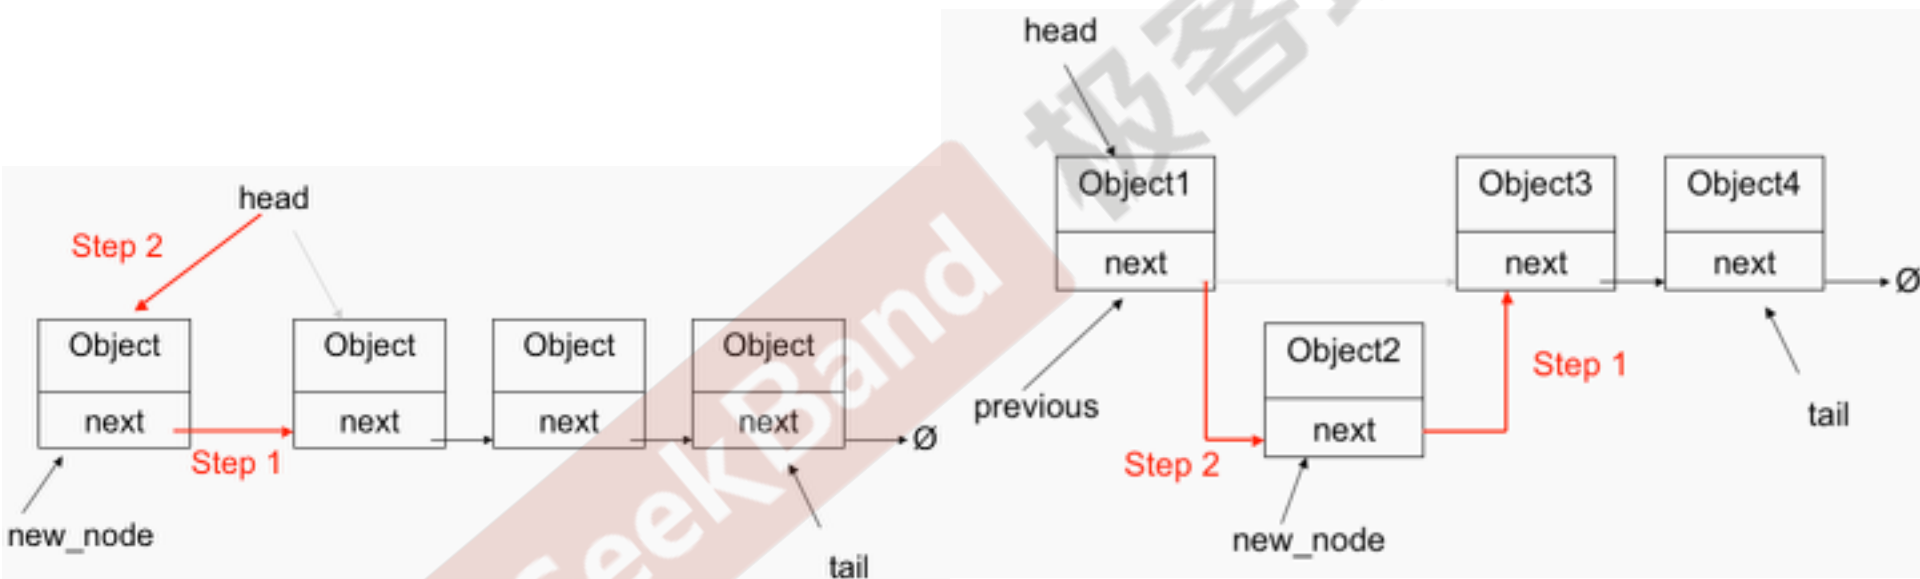 head
Step 2
Object Object Object Object
next next next next
Step 1
new_node
tail
head
Object1 Object3 Object4
next next next Ø
Object2
Step 1
previous
next
tail
Step 2
new_node
Ø
SeekBand
极客